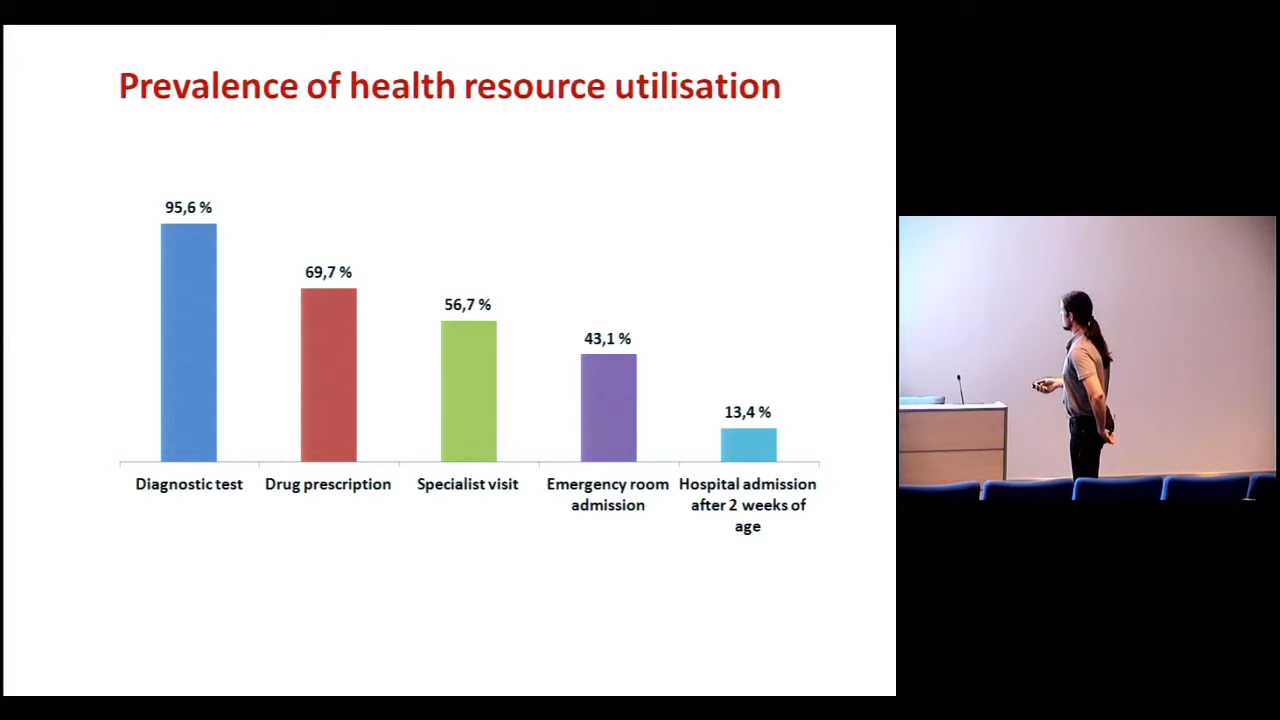 Prevalence of health resource utilisation
95,6 %
69,7 %
56,7 %
43,1 %
13,4 %
Diagnostic test
Drug prescription
Specialist visit
Emergency room
admission
Hospital admission
after 2 weeks of
age